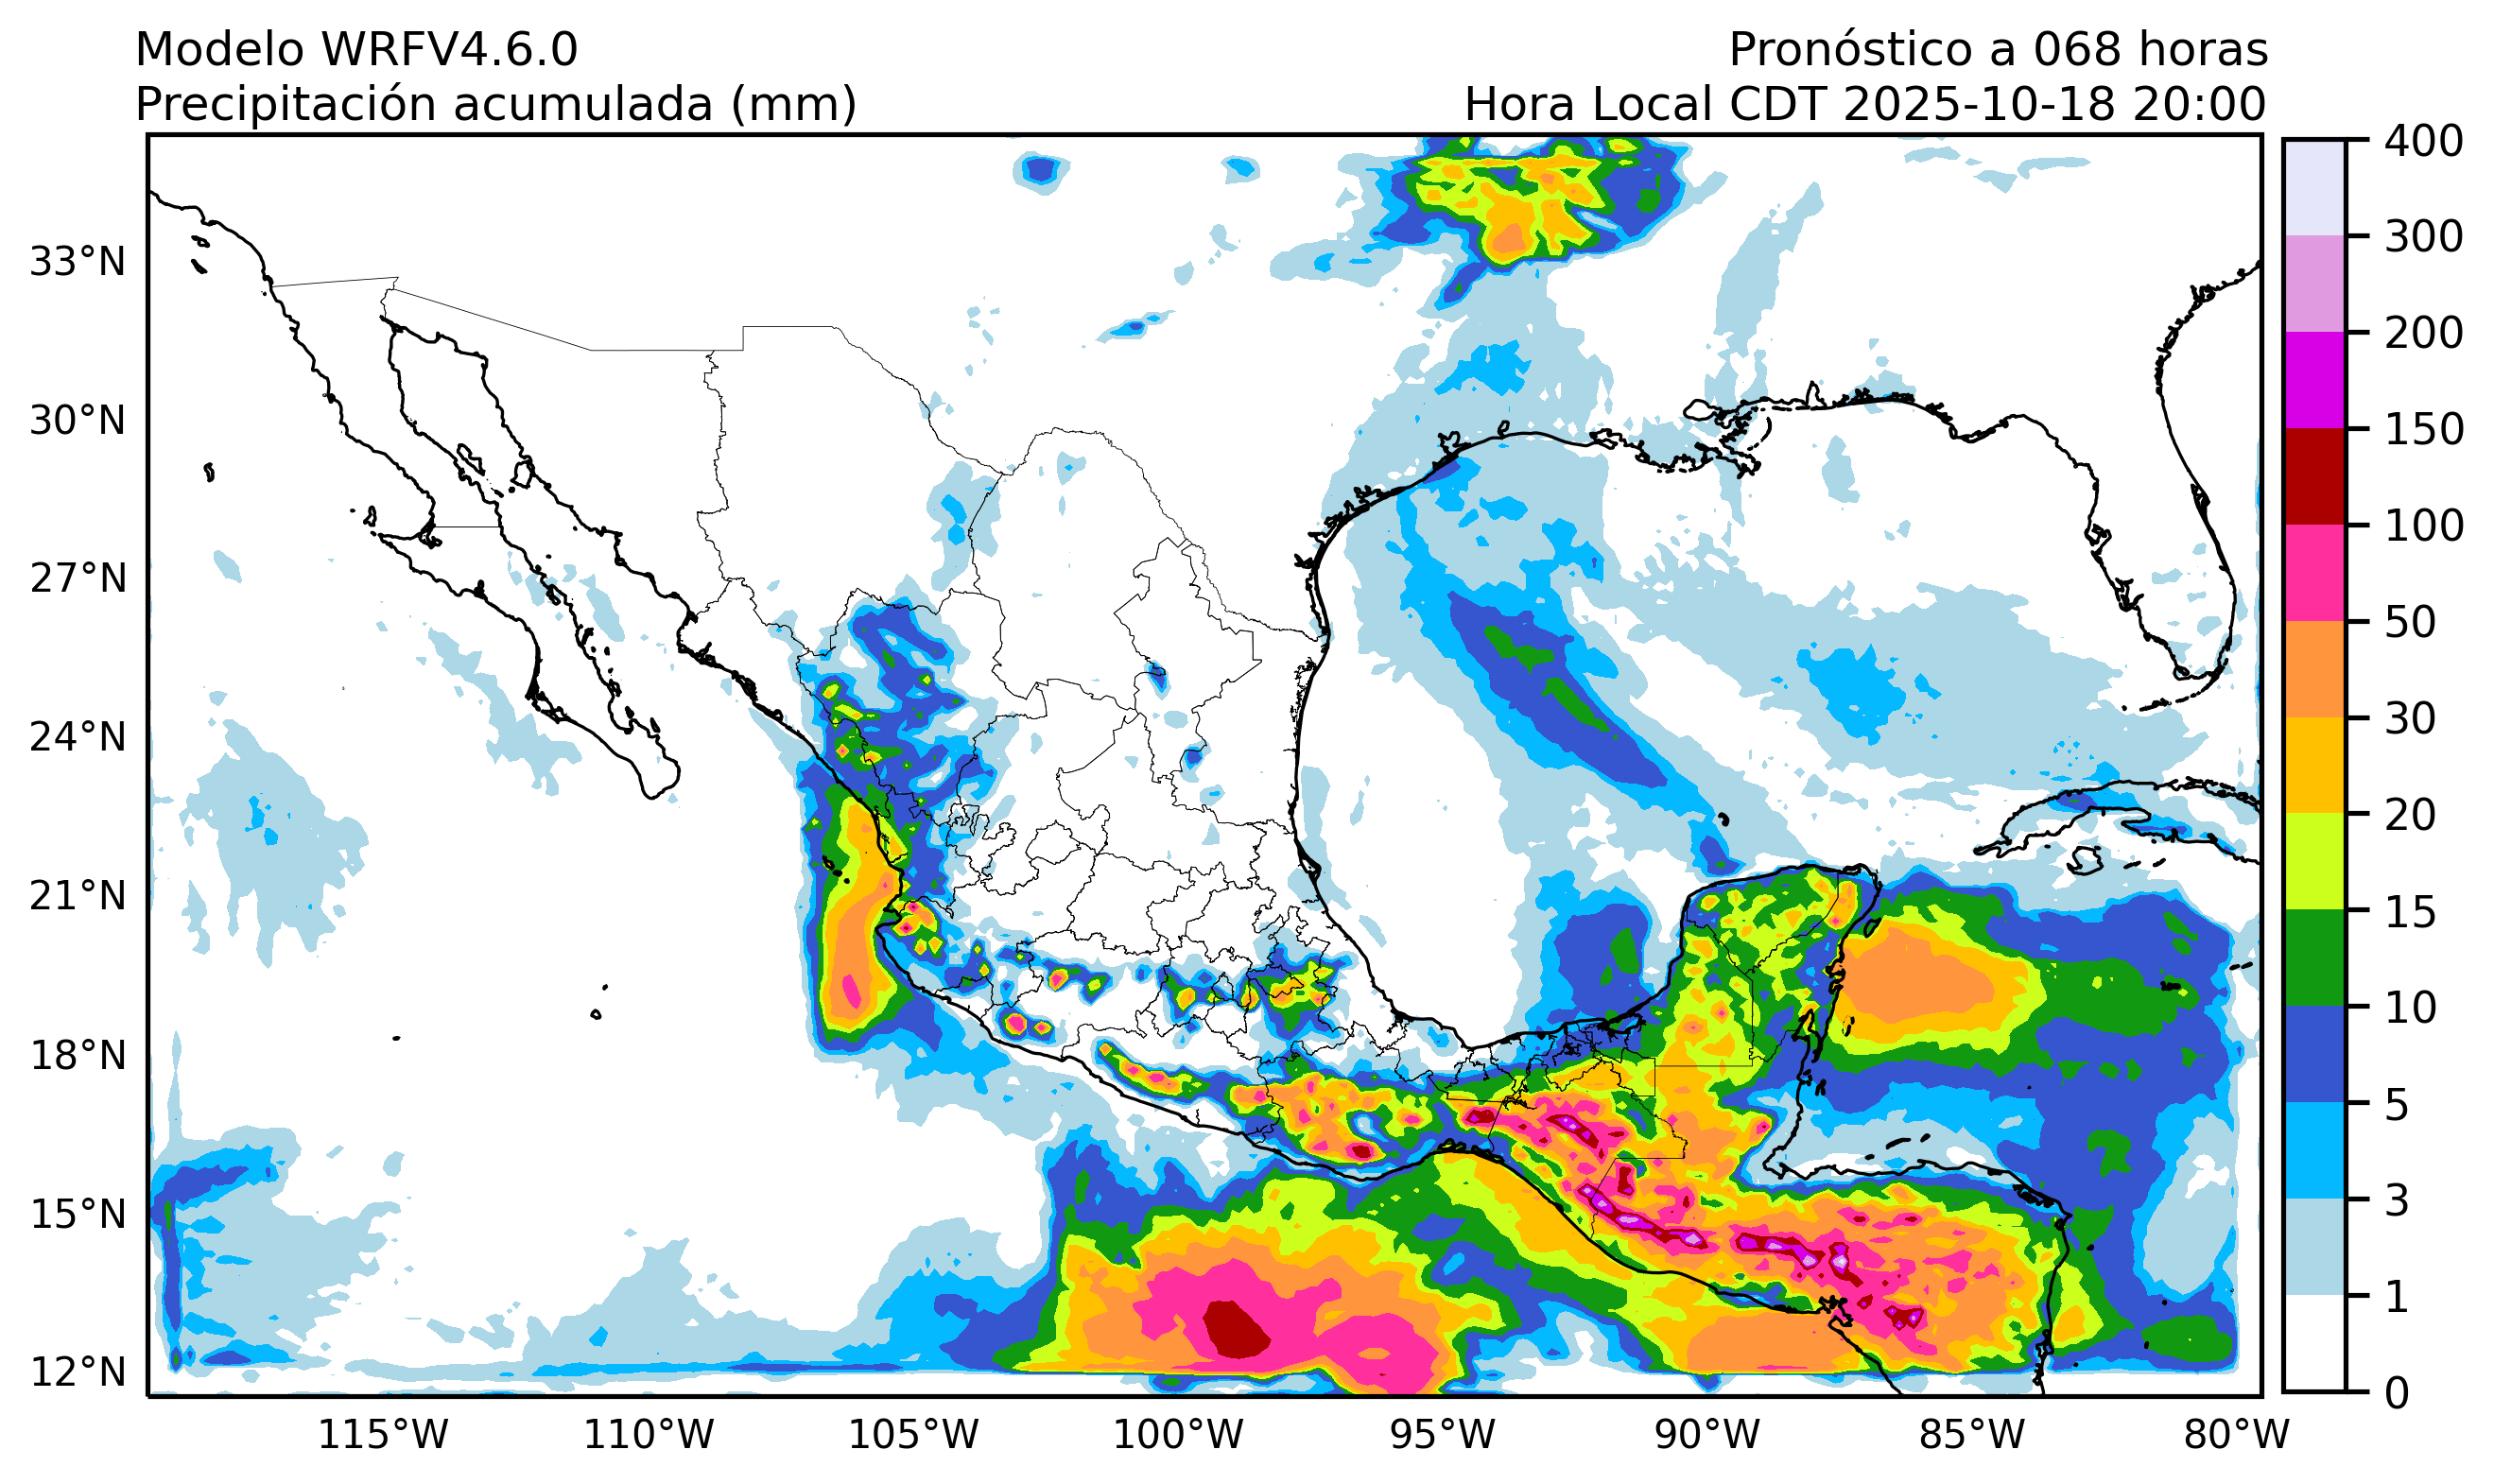 Modelo WRFV4.6.0
Precipitación acumulada (mm)
Pronóstico a 068 horas
Hora Local CDT 2025-10-18 20:00
33°N
30°N
27°N
24°N
21°N
18°N
15°N
12°N
115°W
110°W
105°W
100°W
95°W
90°W
85°W
80°W
400
300
200
150
100
50
30
20
15
10
5
3
1
0